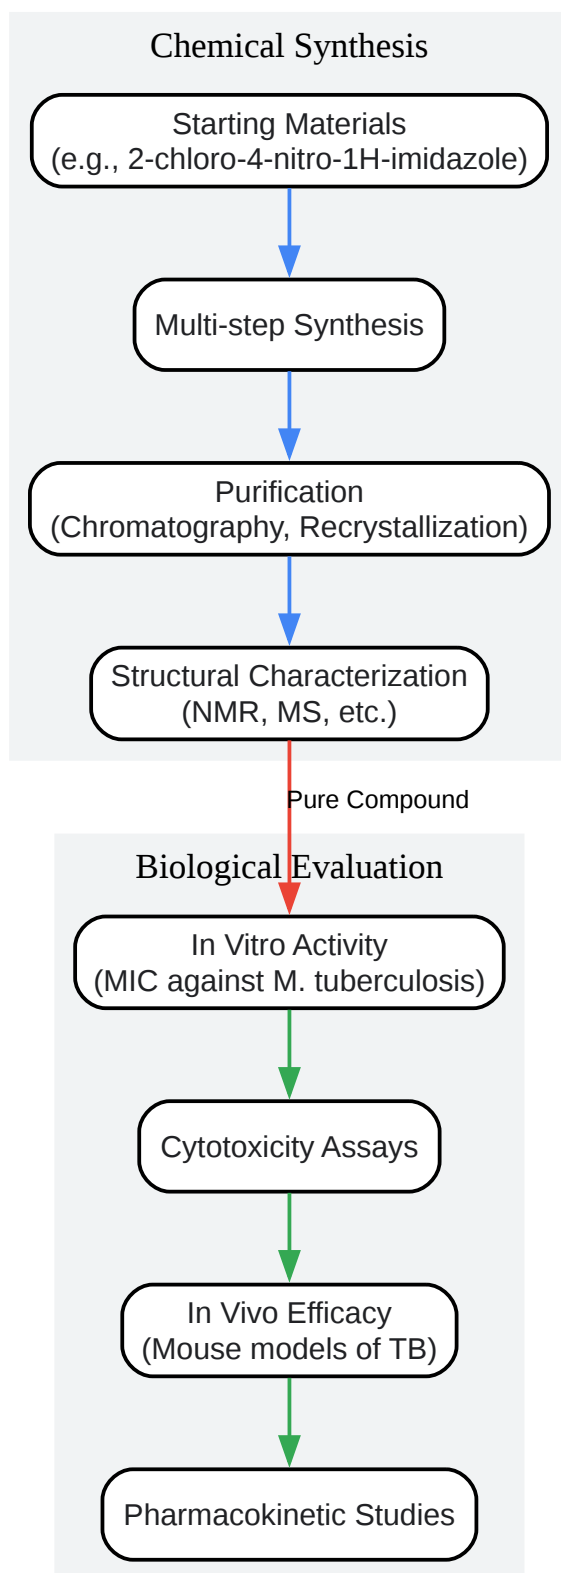 Chemical Synthesis
Starting Materials
(e.g., 2-chloro-4-nitro-1H-imidazole)
Multi-step Synthesis
Purification
(Chromatography, Recrystallization)
Structural Characterization
(NMR, MS, etc.)
Pure Compound
Biological Evaluation
In Vitro Activity
(MIC against M. tuberculosis)
Cytotoxicity Assays
In Vivo Efficacy
(Mouse models of TB)
Pharmacokinetic Studies